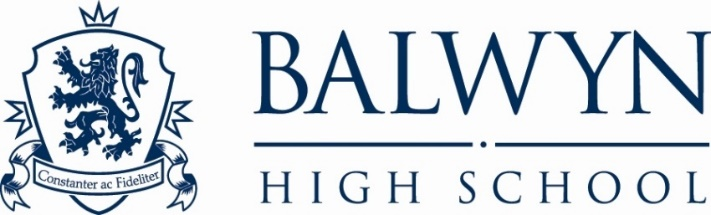 Constanter ac Fideliter
BALWYN
HIGH SCHOOL